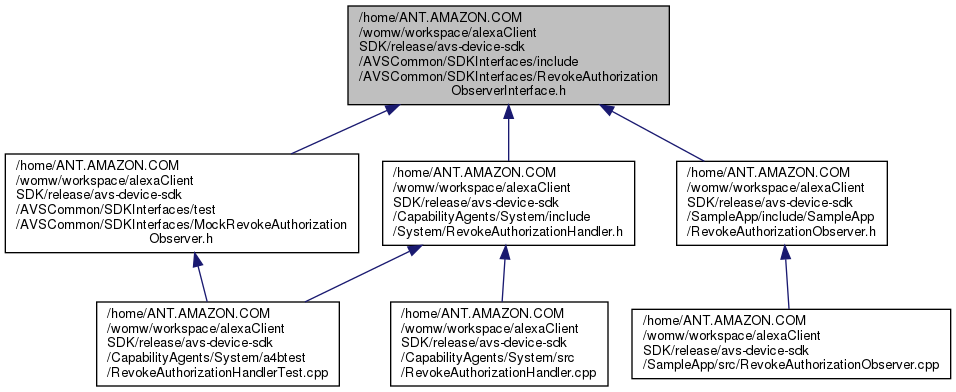 /home/ANT.AMAZON.COM
/womw/workspace/alexaClient
SDK/release/avs-device-sdk
/AVSCommon/SDKInterfaces/include
/AVSCommon/SDKInterfaces/RevokeAuthorization
ObserverInterface.h
/home/ANT.AMAZON.COM
/womw/workspace/alexaClient
SDK/release/avs-device-sdk
/AVSCommon/SDKInterfaces/test
/AVSCommon/SDKInterfaces/MockRevokeAuthorization
Observer.h
/home/ANT.AMAZON.COM
/womw/workspace/alexaClient
SDK/release/avs-device-sdk
/CapabilityAgents/System/include
/System/RevokeAuthorizationHandler.h
/home/ANT.AMAZON.COM
/womw/workspace/alexaClient
SDK/release/avs-device-sdk
/SampleApp/include/SampleApp
/RevokeAuthorizationObserver.h
/home/ANT.AMAZON.COM
/womw/workspace/alexaClient
SDK/release/avs-device-sdk
/CapabilityAgents/System/a4btest
/RevokeAuthorizationHandlerTest.cpp
/home/ANT.AMAZON.COM
/womw/workspace/alexaClient
SDK/release/avs-device-sdk
/CapabilityAgents/System/src
/RevokeAuthorizationHandler.cpp
/home/ANT.AMAZON.COM
/womw/workspace/alexaClient
SDK/release/avs-device-sdk
/SampleApp/src/RevokeAuthorizationObserver.cpp